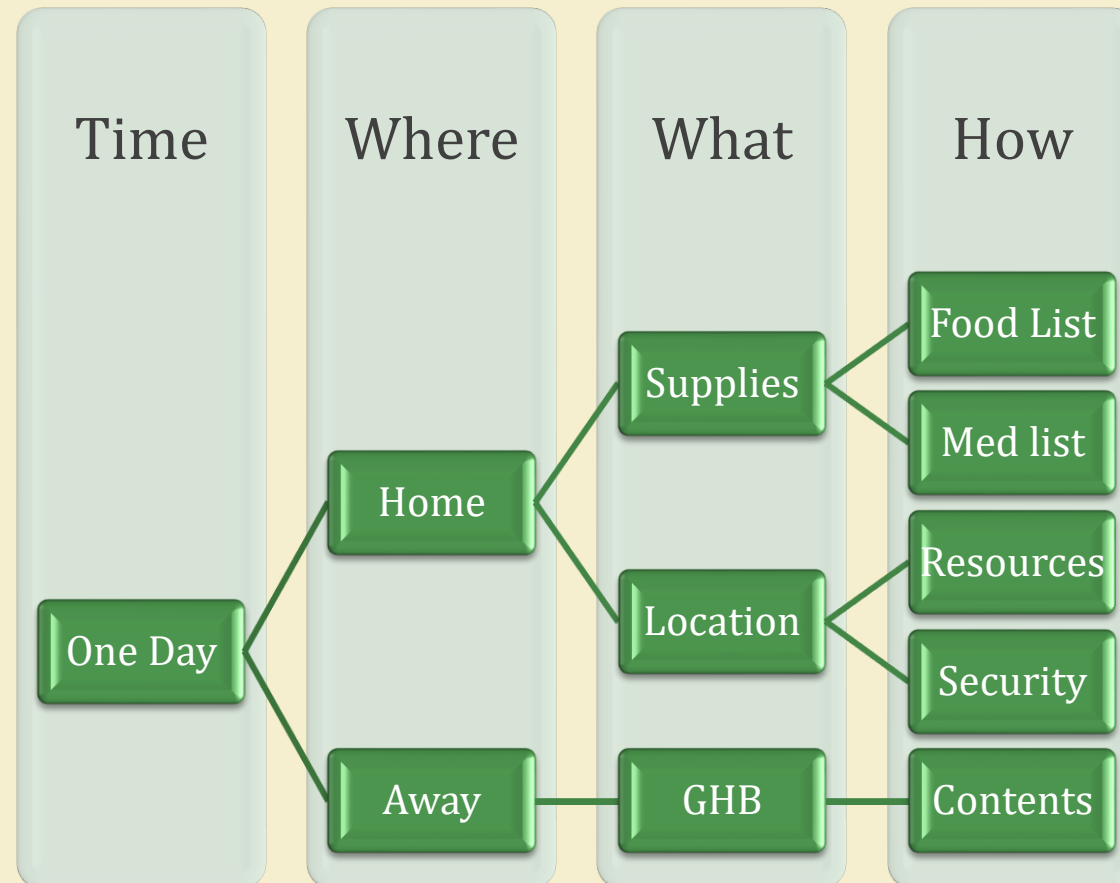 Time
Where
What
How
One Day
Home
Away
Supplies
Location
GHB
Food List
Med list
Resources
Security
Contents